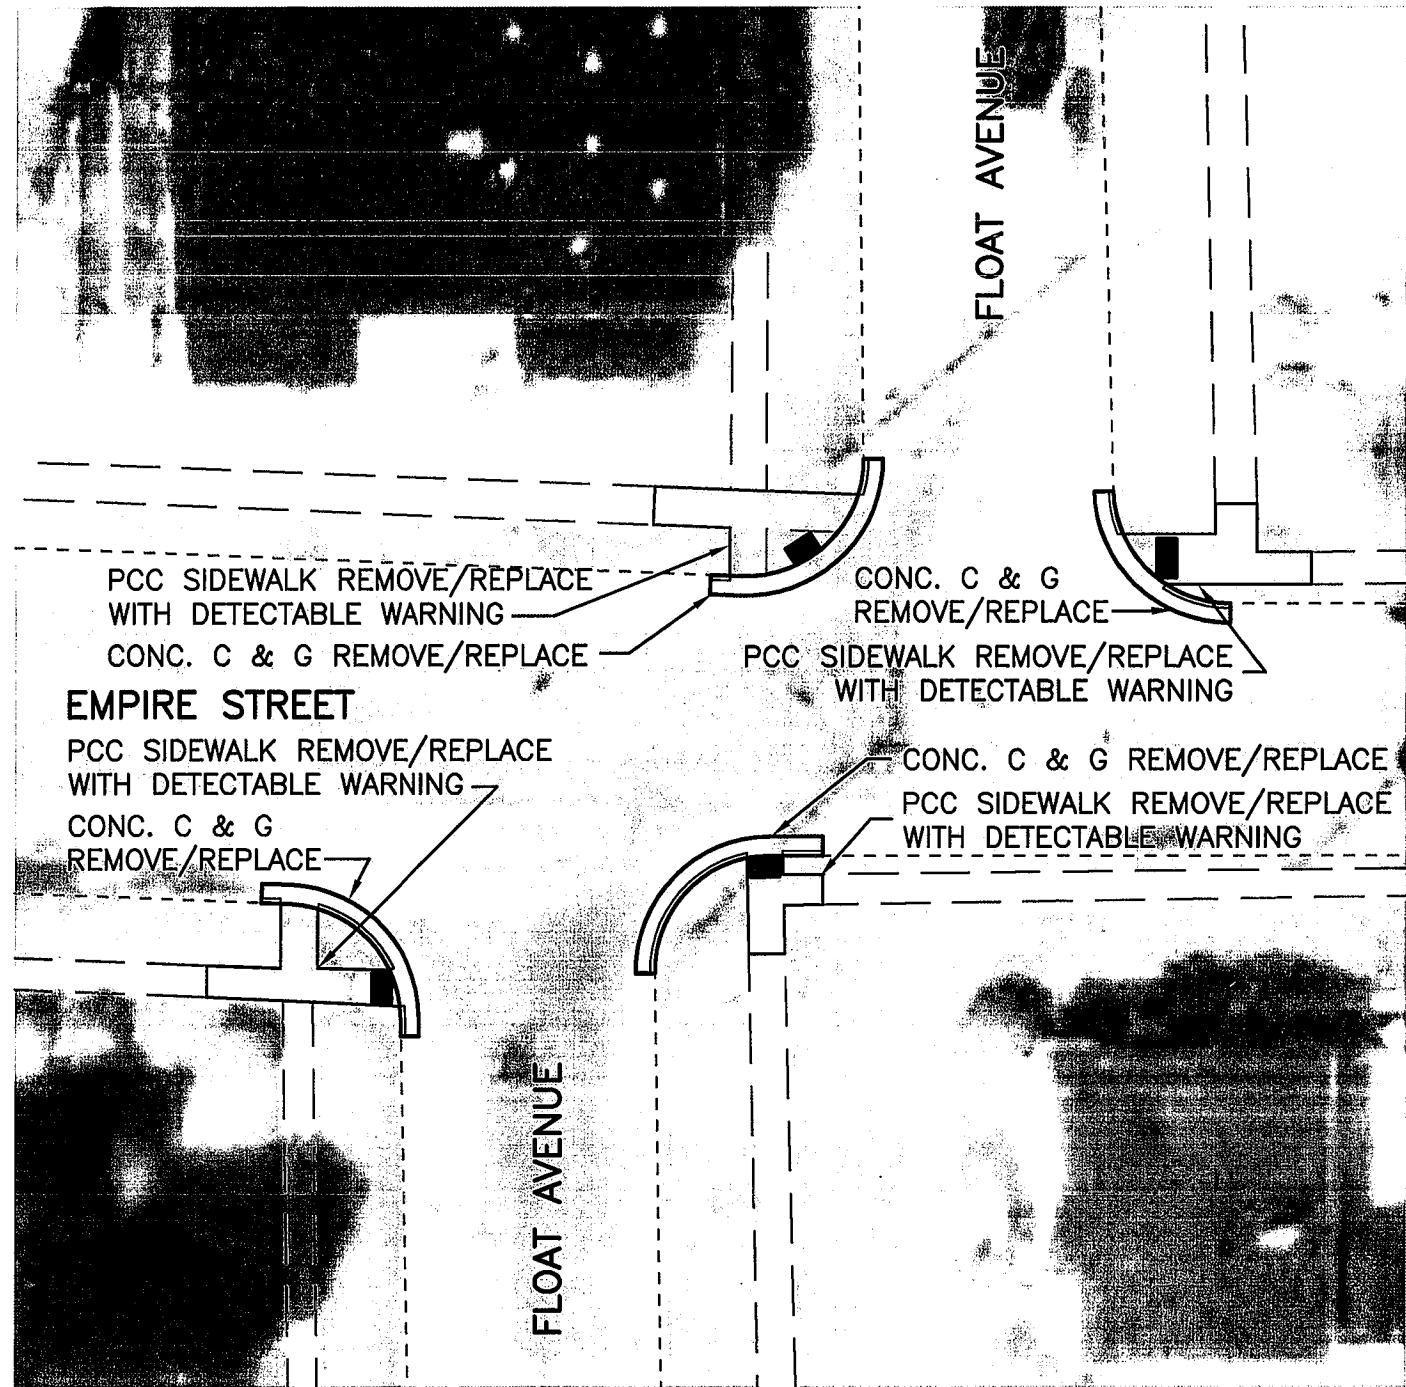 FLOAT AVENUE
PCC SIDEWALK REMOVE/REPLACE
WITH DETECTABLE WARNING
CONC. C & G REMOVE/REPLACE
CONC. C & G
REMOVE/REPLACE
PCC SIDEWALK REMOVE/REPLACE
WITH DETECTABLE WARNING
EMPIRE STREET
PCC SIDEWALK REMOVE/REPLACE
WITH DETECTABLE WARNING
CONC. C & G
REMOVE/REPLACE
CONC. C & G REMOVE/REPLACE
PCC SIDEWALK REMOVE/REPLACE
WITH DETECTABLE WARNING
FLOAT AVENUE